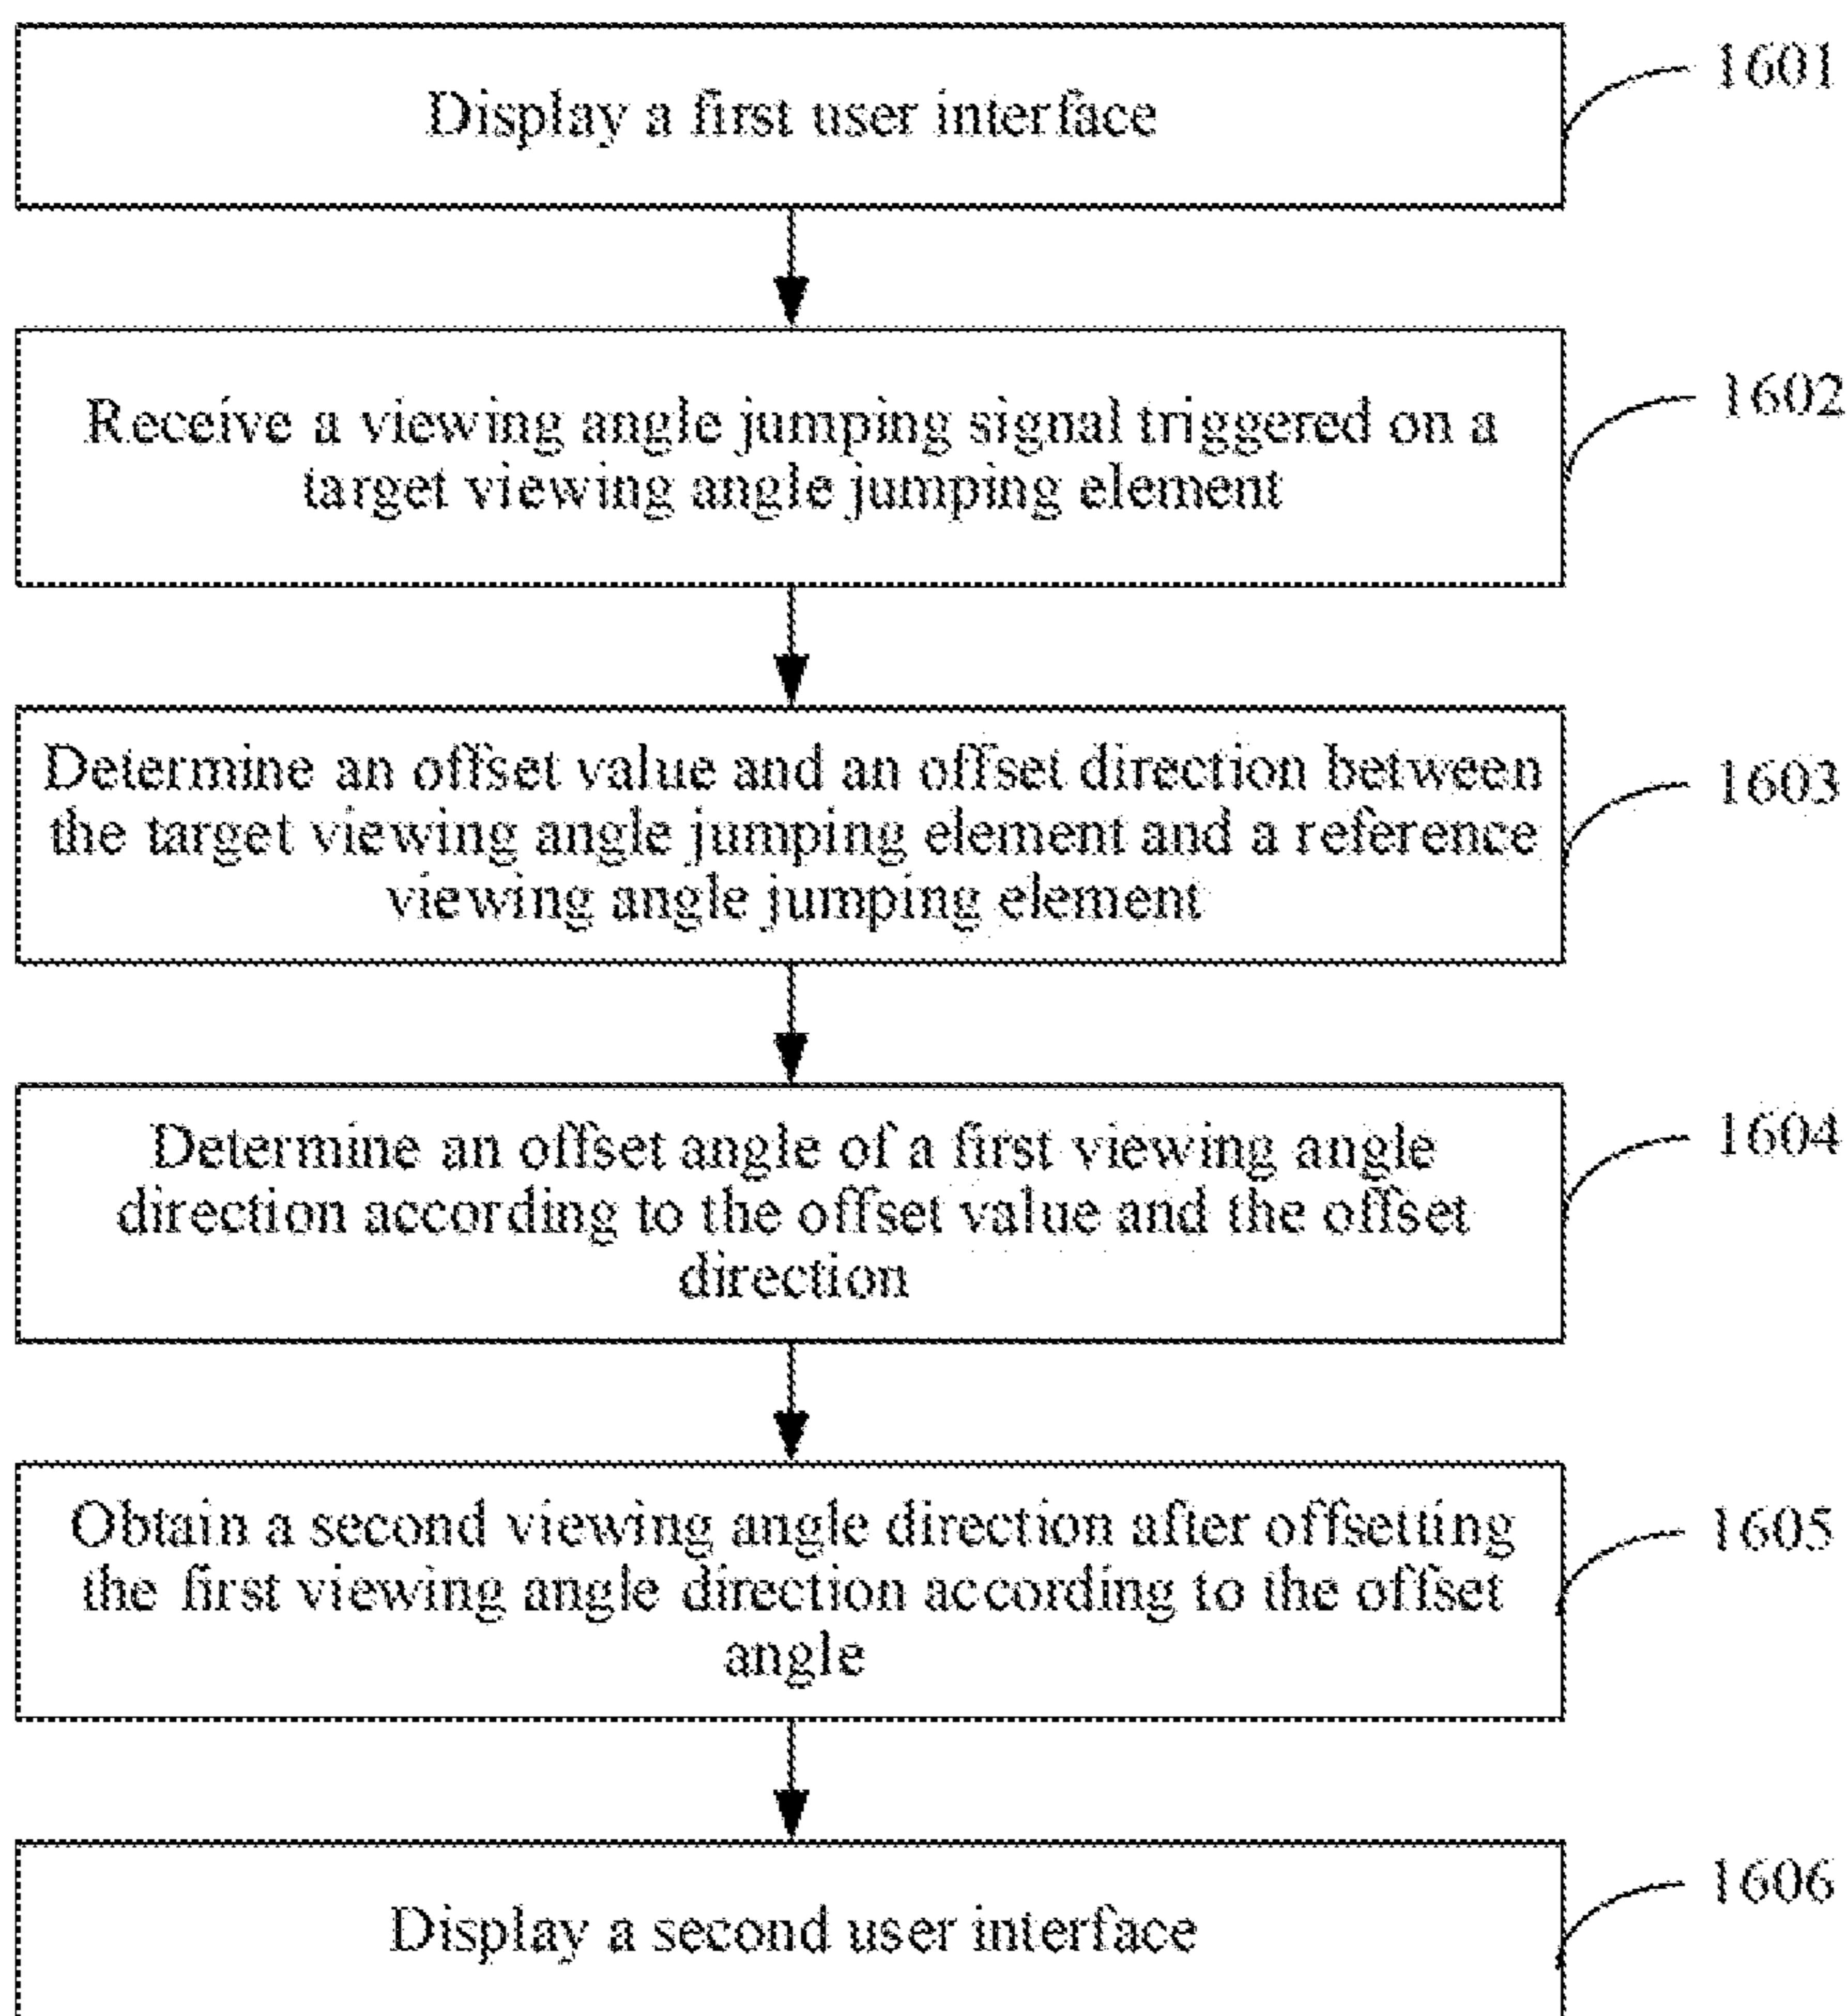 Display a first user interface
1601
Receive a viewing angle jumping signal triggered on a
target viewing angle jumping element
1602
Determine an offset value and an offset direction between
the target viewing angle jumping element and a reference
viewing angle jumping element
1603
Determine an offset angle of a first viewing angle
direction according to the offset value and the offset
direction
1604
Obtain a second viewing angle direction after offsetting
the first viewing angle direction according to the offset
angle
1605
Display a second user interface
1606